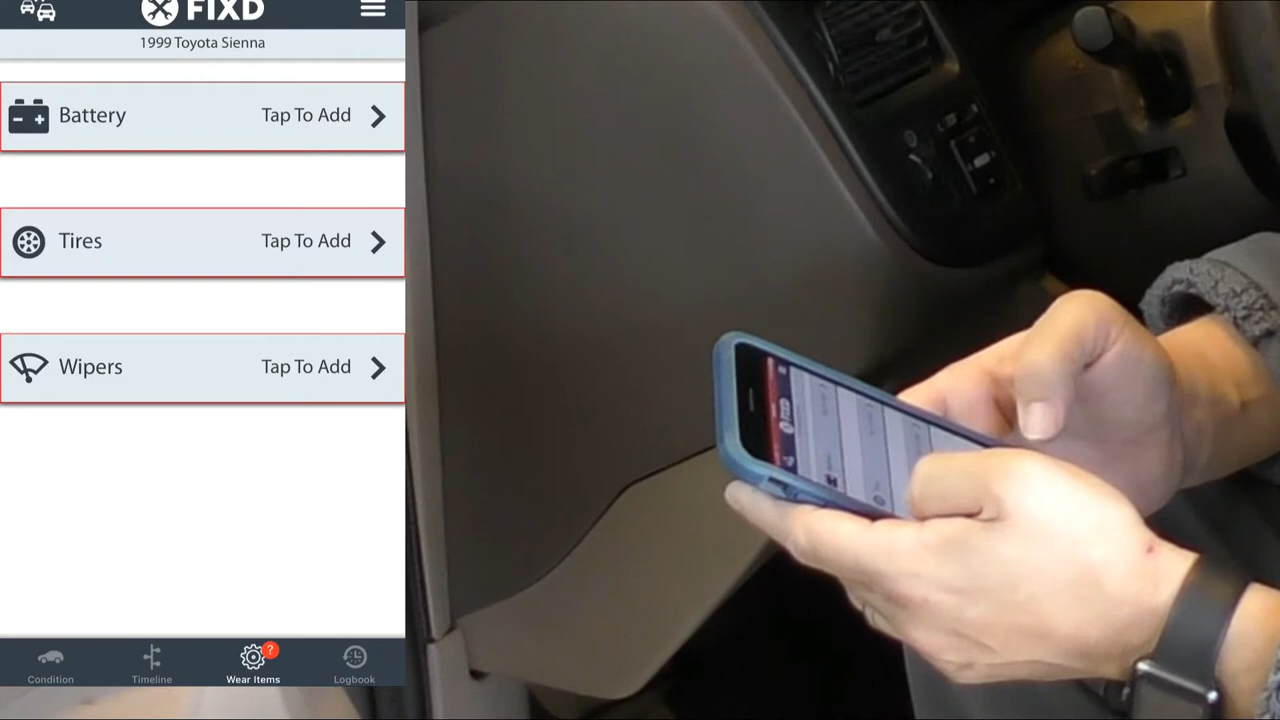 FIXD
1999 Toyota Sienna
Battery Tap To Add
Tires Tap To Add
Wipers Tap To Add
?
Condition Timeline Wear Items Logbook
FIXD